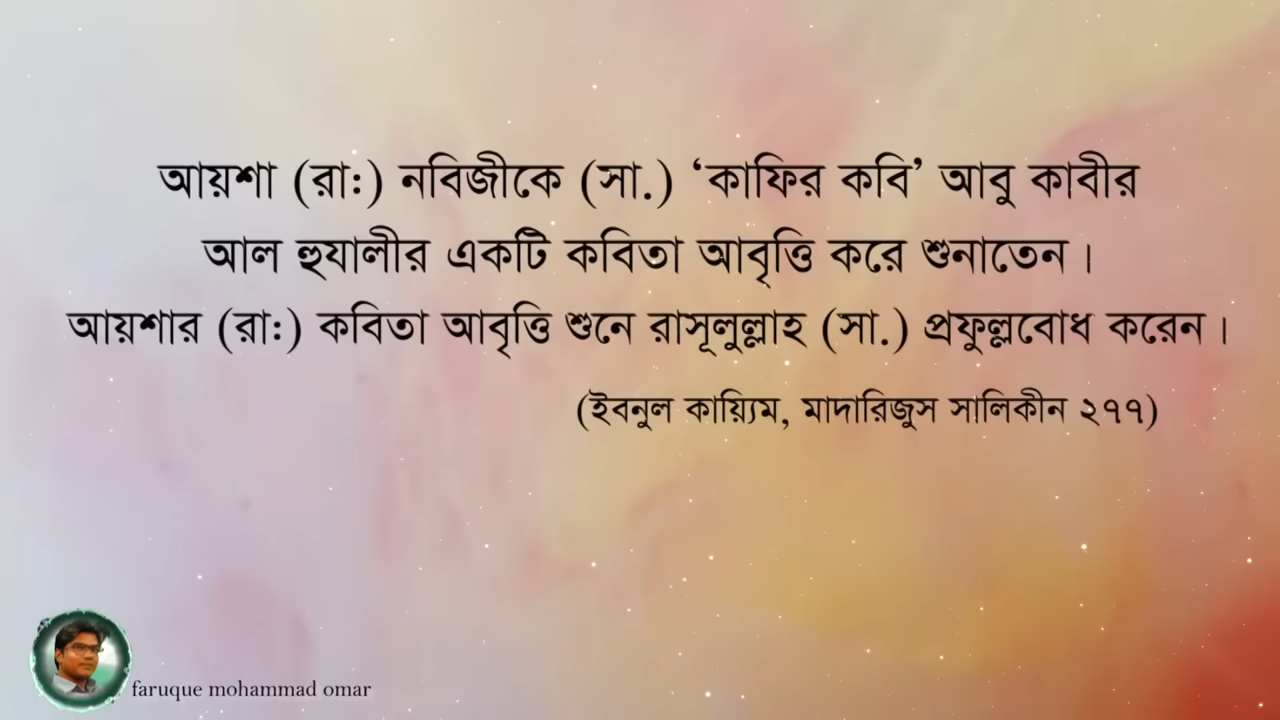 আয়শা (রা:) নবিজীকে (সা.) ‘কাফির কবি’ আবু কাবীর
আল হুযালীর একটি কবিতা আবৃত্তি করে শুনাতেন।
আয়শার (রা:) কবিতা আবৃত্তি শুনে রাসূলুল্লাহ (সা.) প্রফুল্লবোধ করেন।
(ইবনুল কায়্যিম, মাদারিজুস সালিকীন ২৭৭)
faruque mohammad omar